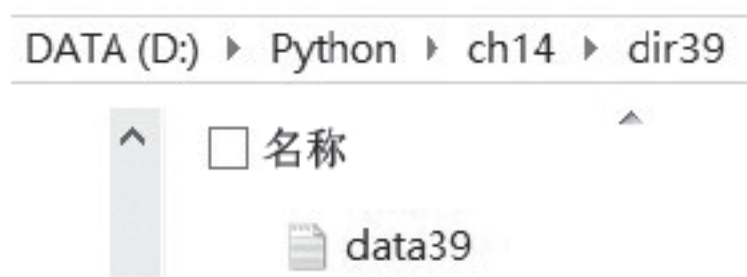 DATA (D:) ▸ Python ▸ ch14 ▸ dir39
名称
data39